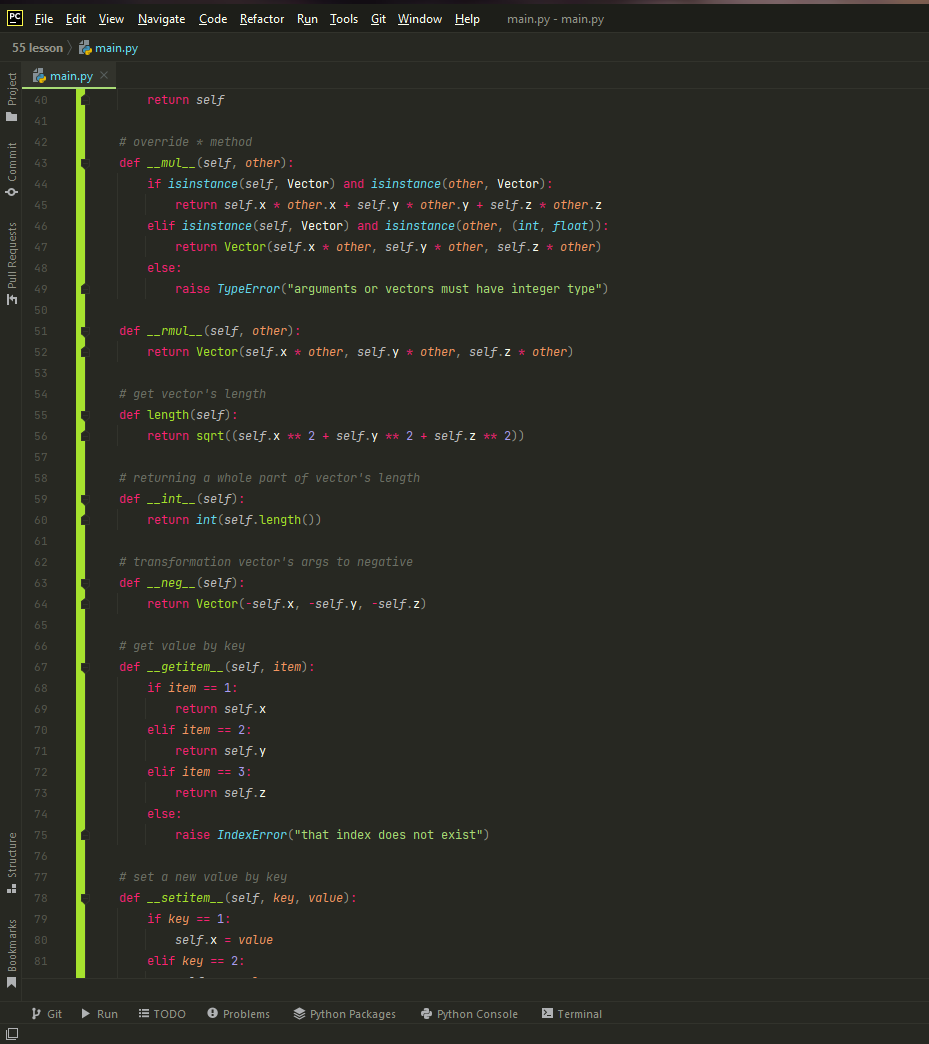 PC File Edit View Navigate Code Refactor Run Tools Git Window Help main.py - main.py
55 lesson main.py
main.py
Project
Commit
Pull Requests
Structure
Bookmarks
40 return self
41
42 # override * method
43 def __mul__(self, other):
44 if isinstance(self, Vector) and isinstance(other, Vector):
45 return self.x * other.x + self.y * other.y + self.z * other.z
46 elif isinstance(self, Vector) and isinstance(other, (int, float)):
47 return Vector(self.x * other, self.y * other, self.z * other)
48 else:
49 raise TypeError("arguments or vectors must have integer type")
50
51 def __rmul__(self, other):
52 return Vector(self.x * other, self.y * other, self.z * other)
53
54 # get vector's length
55 def length(self):
56 return sqrt((self.x ** 2 + self.y ** 2 + self.z ** 2))
57
58 # returning a whole part of vector's length
59 def __int__(self):
60 return int(self.length())
61
62 # transformation vector's args to negative
63 def __neg__(self):
64 return Vector(-self.x, -self.y, -self.z)
65
66 # get value by key
67 def __getitem__(self, item):
68 if item == 1:
69 return self.x
70 elif item == 2:
71 return self.y
72 elif item == 3:
73 return self.z
74 else:
75 raise IndexError("that index does not exist")
76
77 # set a new value by key
78 def __setitem__(self, key, value):
79 if key == 1:
80 self.x = value
81 elif key == 2:
Git Run TODO Problems Python Packages Python Console Terminal